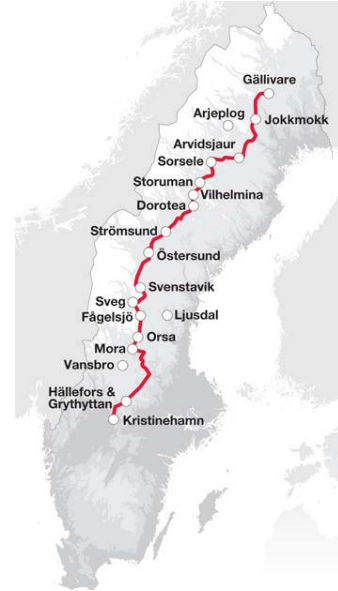 Gällivare
Arjeplog
Jokkmokk
Arvidsjaur
Sorsele
Storuman
Vilhelmina
Dorotea
Strömsund
Östersund
Svenstavik
Sveg
Fågelsjö
Ljusdal
Orsa
Mora
Vansbro
Hällefors &
Grythyttan
Kristinehamn